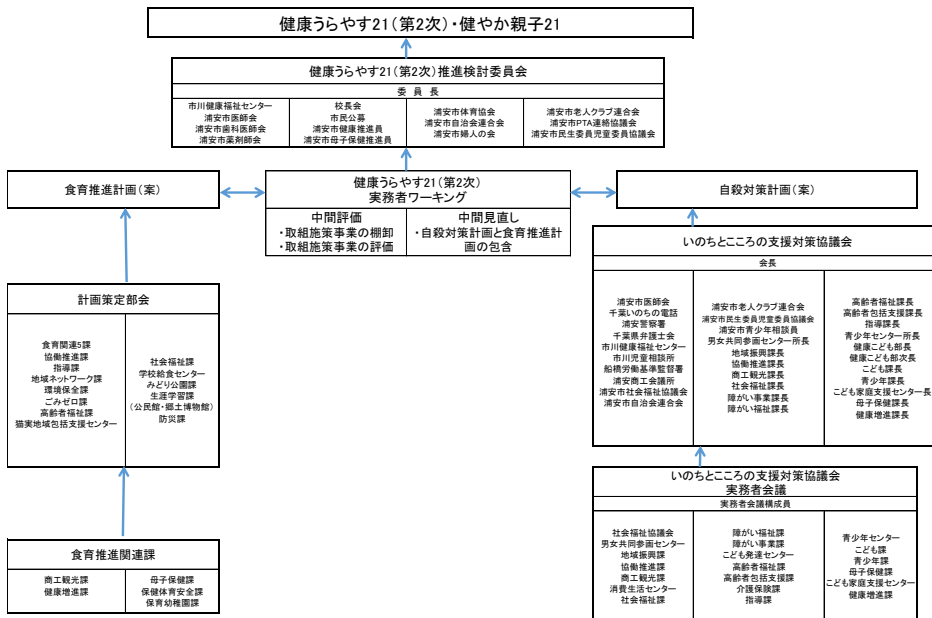 健康うらやす21(第2次)・健やか親子21
健康うらやす21(第2次)推進検討委員会
委 員 長
市川健康福祉センター
浦安市医師会
浦安市歯科医師会
浦安市薬剤師会
校長会
市民公募
浦安市健康推進員
浦安市母子保健推進員
浦安市体育協会
浦安市自治会連合会
浦安市婦人の会
浦安市老人クラブ連合会
浦安市PTA連絡協議会
浦安市民生委員児童委員協議会
食育推進計画(案)
健康うらやす21(第2次)
実務者ワーキング
中間評価
・取組施策事業の棚卸
・取組施策事業の評価
中間見直し
・自殺対策計画と食育推進計
画の包含
自殺対策計画(案)
計画策定部会
食育関連5課
協働推進課
指導課
地域ネットワーク課
環境保全課
ごみゼロ課
高齢者福祉課
猫実地域包括支援センター
社会福祉課
学校給食センター
みどり公園課
生涯学習課
(公民館・郷土博物館)
防災課
食育推進関連課
商工観光課
健康増進課
母子保健課
保健体育安全課
保育幼稚園課
いのちとこころの支援対策協議会
会長
浦安市医師会
千葉いのちの電話
浦安警察署
千葉県弁護士会
市川健康福祉センター
市川児童相談所
船橋労働基準監督署
浦安商工会議所
浦安市社会福祉協議会
浦安市自治会連合会
浦安市老人クラブ連合会
浦安市民生委員児童委員協議会
浦安市青少年相談員
男女共同参画センター所長
地域振興課長
協働推進課長
商工観光課長
社会福祉課長
障がい事業課長
障がい福祉課長
高齢者福祉課長
高齢者包括支援課長
指導課長
青少年センター所長
健康こども部長
健康こども部次長
こども課長
青少年課長
こども家庭支援センター長
母子保健課長
健康増進課長
いのちとこころの支援対策協議会
実務者会議
実務者会議構成員
社会福祉協議会
男女共同参画センター
地域振興課
協働推進課
商工観光課
消費生活センター
社会福祉課
障がい福祉課
障がい事業課
こども発達センター
高齢者福祉課
高齢者包括支援課
介護保険課
指導課
青少年センター
こども課
青少年課
母子保健課
こども家庭支援センター
健康増進課